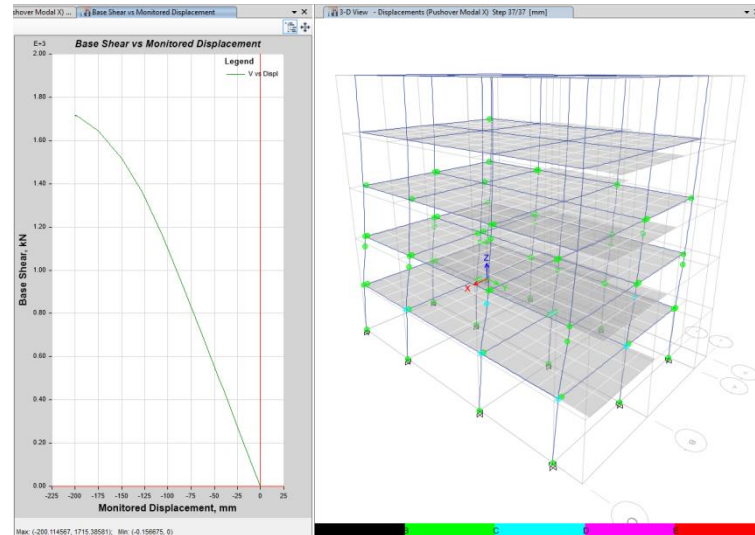 shover Modal X) ...
Base Shear vs Monitored Displacement
3-D View - Displacements (Pushover Modal X) Step 37/37 [mm]
E+3
Base Shear vs Monitored Displacement
Legend
V vs Displ
2.00
1.80
1.60
1.40
1.20
1.00
0.80
0.60
0.40
0.20
0.00
Base Shear, kN
-225 -200 -175 -150 -125 -100 -75 -50 -25 0 25
Monitored Displacement, mm
Max: (-200.114567, 1715.38581); Min: (-0.156675, 0)
Z
X
Y
B C D E